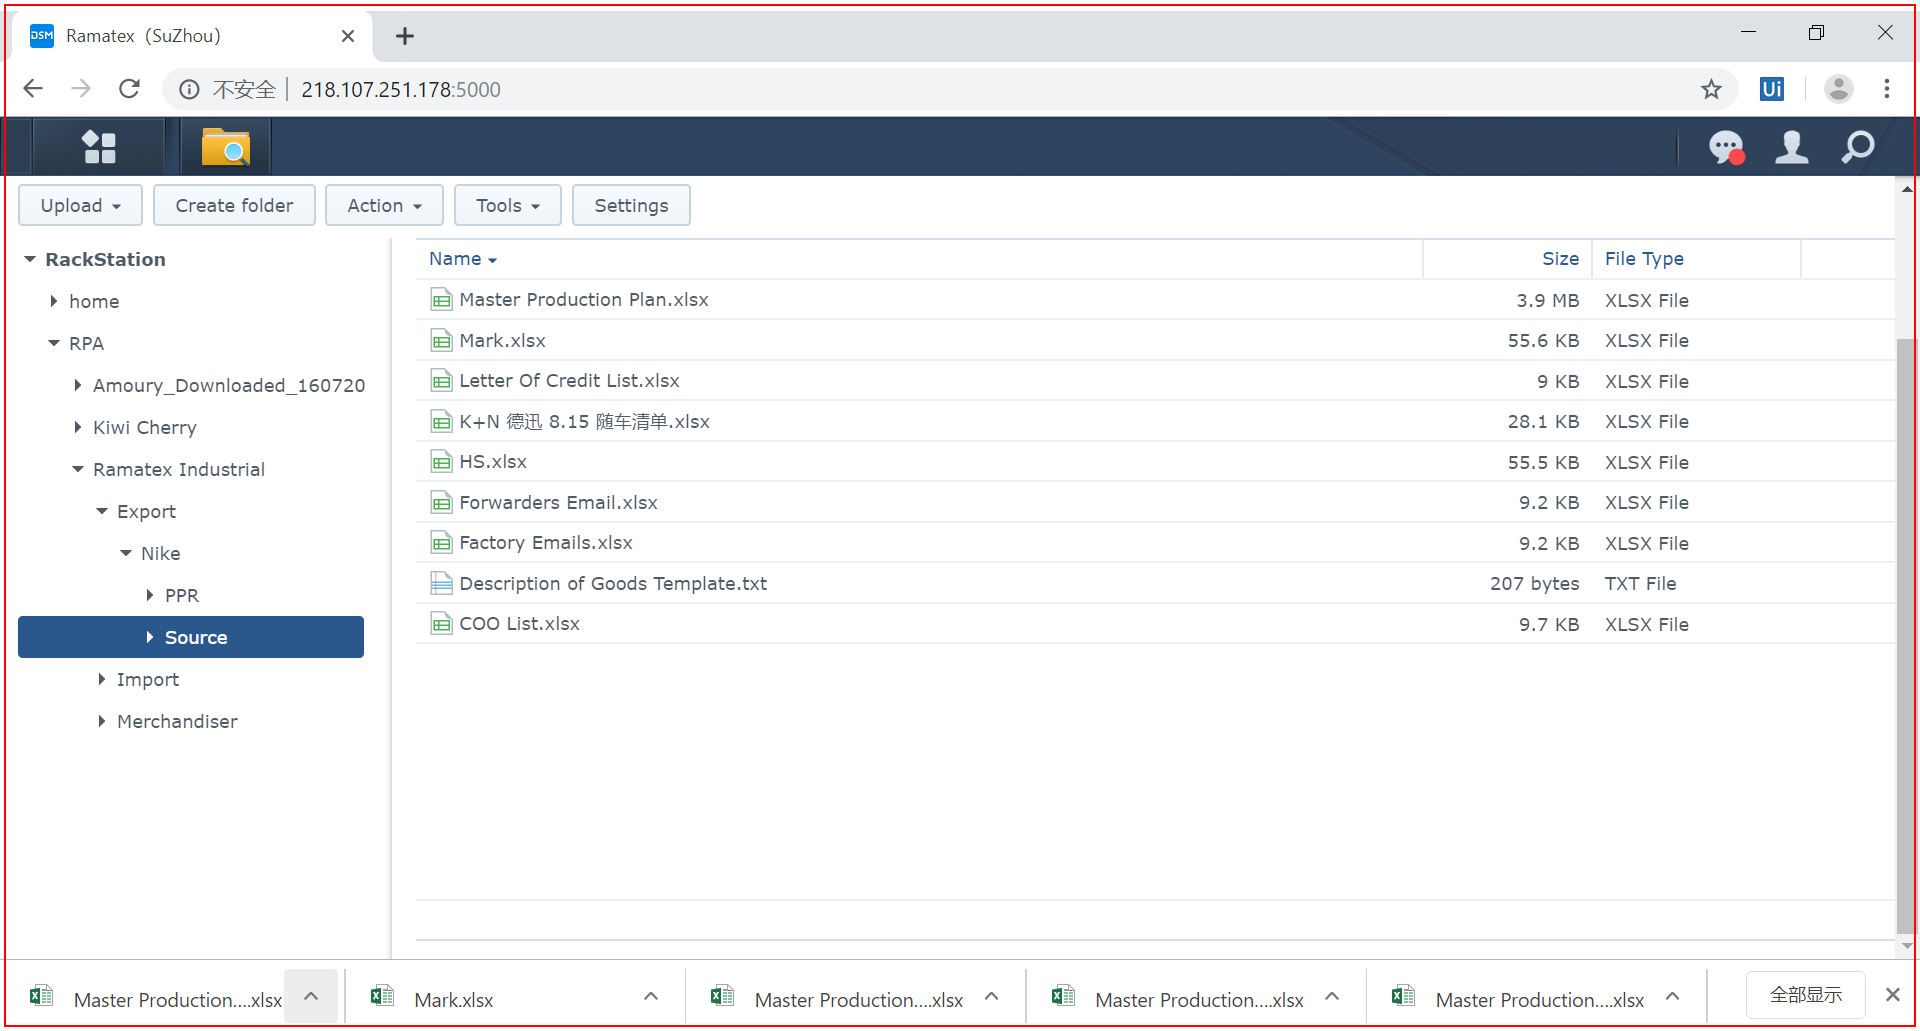 DSM Ramatex (SuZhou)
不安全 218.107.251.178:5000 Ui
Upload Create folder Action Tools Settings
RackStation
home
RPA
Amoury_Downloaded_160720
Kiwi Cherry
Ramatex Industrial
Export
Nike
PPR
Source
Import
Merchandiser
Name Size File Type
Master Production Plan.xlsx 3.9 MB XLSX File
Mark.xlsx 55.6 KB XLSX File
Letter Of Credit List.xlsx 9 KB XLSX File
K+N 德迅 8.15 随车清单.xlsx 28.1 KB XLSX File
HS.xlsx 55.5 KB XLSX File
Forwarders Email.xlsx 9.2 KB XLSX File
Factory Emails.xlsx 9.2 KB XLSX File
Description of Goods Template.txt 207 bytes TXT File
COO List.xlsx 9.7 KB XLSX File
Master Production....xlsx Mark.xlsx Master Production....xlsx Master Production....xlsx Master Production....xlsx 全部显示